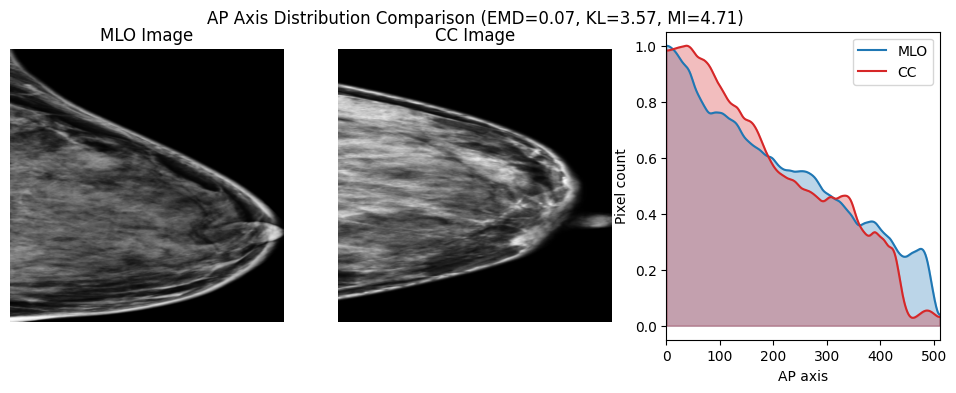 AP Axis Distribution Comparison (EMD=0.07, KL=3.57, MI=4.71)
MLO Image
CC Image
MLO
CC
Pixel count
1.0
0.8
0.6
0.4
0.2
0.0
0 100 200 300 400 500
AP axis